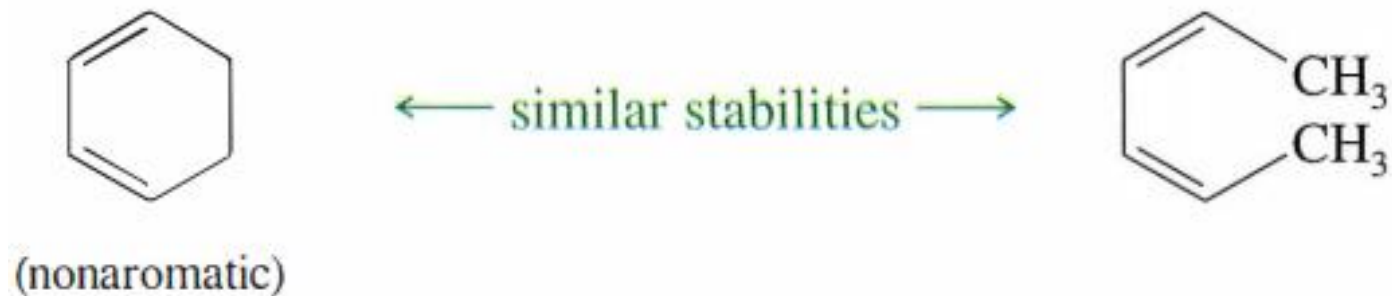 similar stabilities
CH₃
CH₃
(nonaromatic)